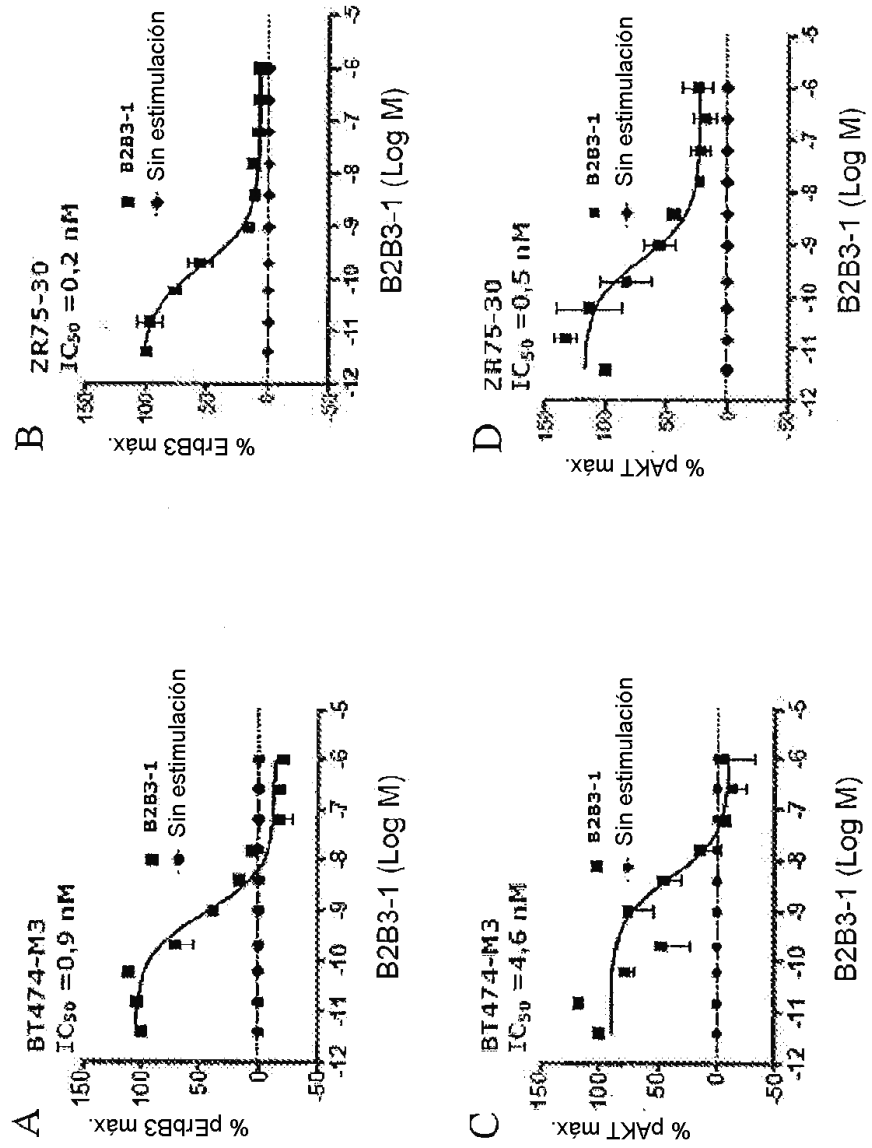 A
BT474-M3
IC50 =0,9 nM
% pErbB3 máx.
150
100
50
0
-50
-12 -11 -10 -9 -8 -7 -6 -5
B2B3-1 (Log M)
B2B3-1
Sin estimulación
B
ZR75-30
IC50 =0,2 nM
% ErbB3 máx.
150
100
50
0
-50
-12 -11 -10 -9 -8 -7 -6 -5
B2B3-1 (Log M)
B2B3-1
Sin estimulación
C
BT474-M3
IC50 =4,6 nM
% pAKT máx.
150
100
50
0
-50
-12 -11 -10 -9 -8 -7 -6 -5
B2B3-1 (Log M)
B2B3-1
Sin estimulación
D
ZR75-30
IC50 =0,5 nM
% pAKT máx.
150
100
50
0
-50
-12 -11 -10 -9 -8 -7 -6 -5
B2B3-1 (Log M)
B2B3-1
Sin estimulación